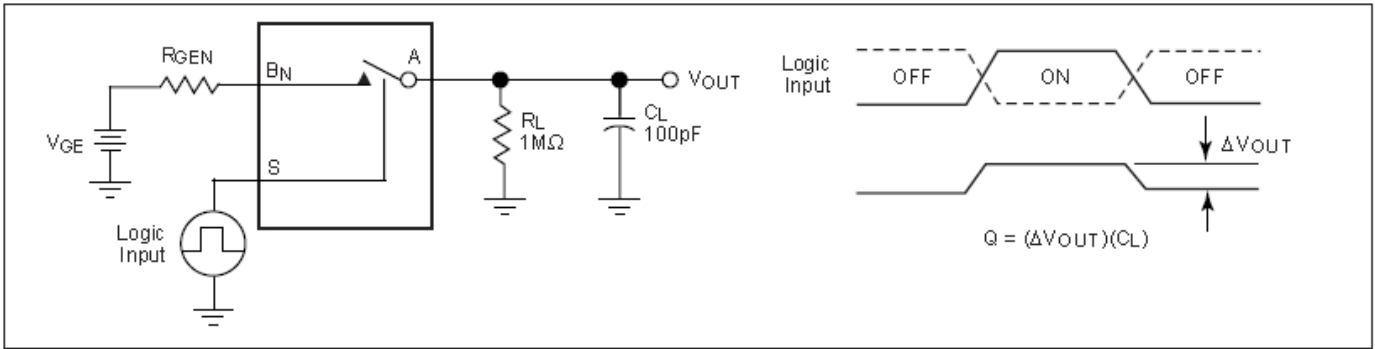 RGEN
BN
A
VOUT
VGE
RL
1MΩ
CL
100pF
S
Logic
Input
Logic
Input
OFF
ON
OFF
ΔVOUT
Q = (ΔVOUT)(CL)